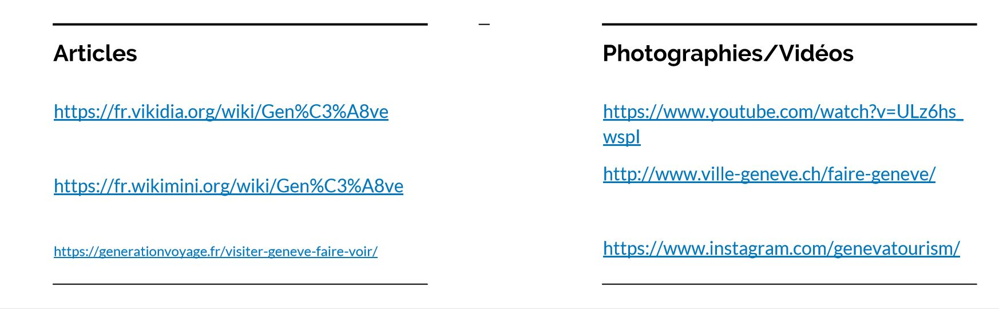 Articles
https://fr.vikidia.org/wiki/Gen%C3%A8ve
https://fr.wikimini.org/wiki/Gen%C3%A8ve
https://generationvoyage.fr/visiter-geneve-faire-voir/
Photographies/Vidéos
https://www.youtube.com/watch?v=ULz6hs_
wspI
http://www.ville-geneve.ch/faire-geneve/
https://www.instagram.com/genevatourism/